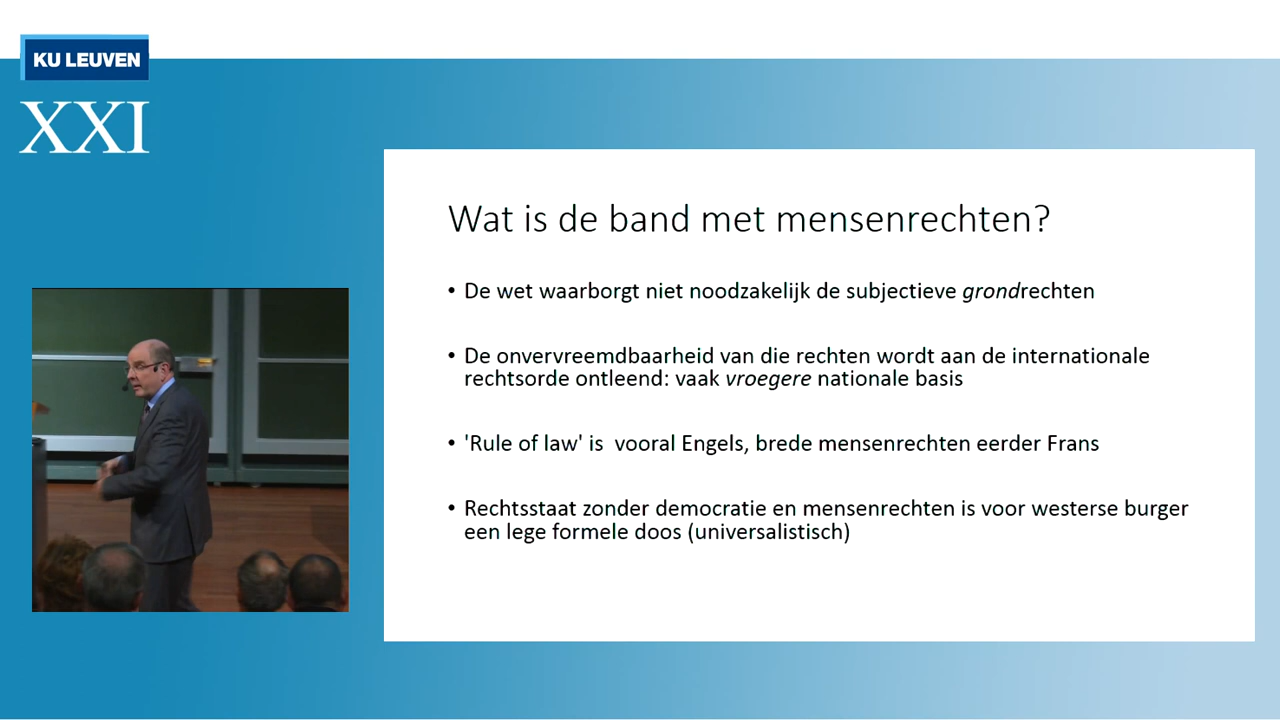 KU LEUVEN
XXI
Wat is de band met mensenrechten?
• De wet waarborgt niet noodzakelijk de subjectieve grondrechten
• De onvervreemdbaarheid van die rechten wordt aan de internationale
rechtsorde ontleend: vaak vroegere nationale basis
• 'Rule of law' is  vooral Engels, brede mensenrechten eerder Frans
• Rechtsstaat zonder democratie en mensenrechten is voor westerse burger
een lege formele doos (universalistisch)